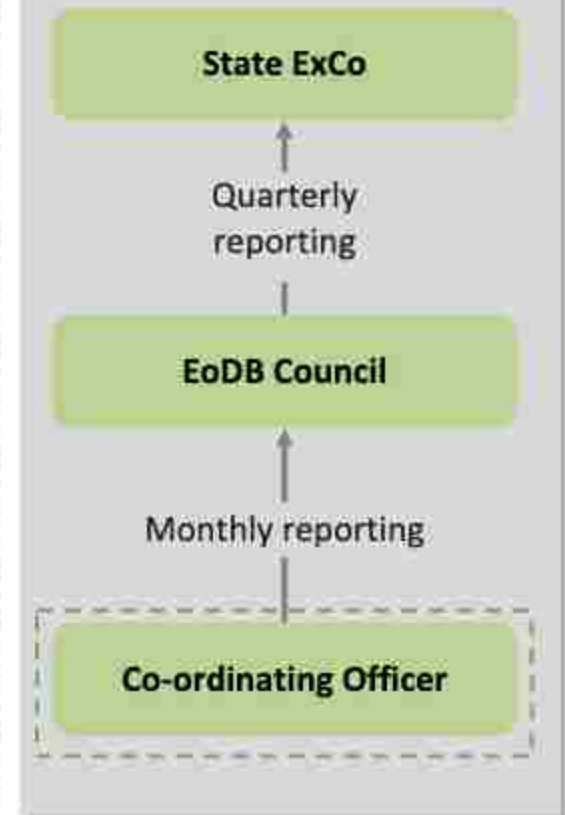 State ExCo
Quarterly
reporting
EoDB Council
Monthly reporting
Co-ordinating Officer